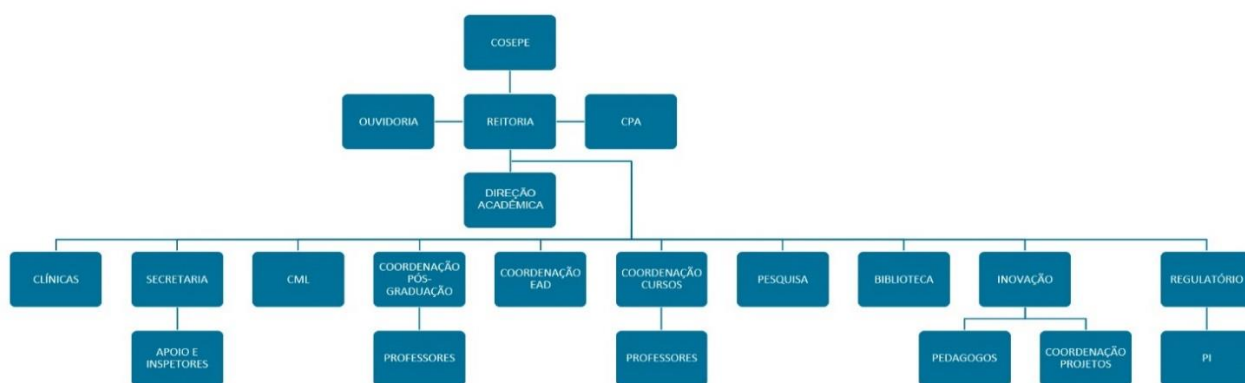 COSEPE
OUVIDORIA
REITORIA
CPA
DIREÇÃO
ACADÊMICA
CLÍNICAS
SECRETARIA
CML
COORDENAÇÃO
PÓS-
GRADUAÇÃO
COORDENAÇÃO
EAD
COORDENAÇÃO
CURSOS
PESQUISA
BIBLIOTECA
INOVAÇÃO
REGULATÓRIO
APOIO E
INSPETORES
PROFESSORES
PROFESSORES
PEDAGOGOS
COORDENAÇÃO
PROJETOS
PI